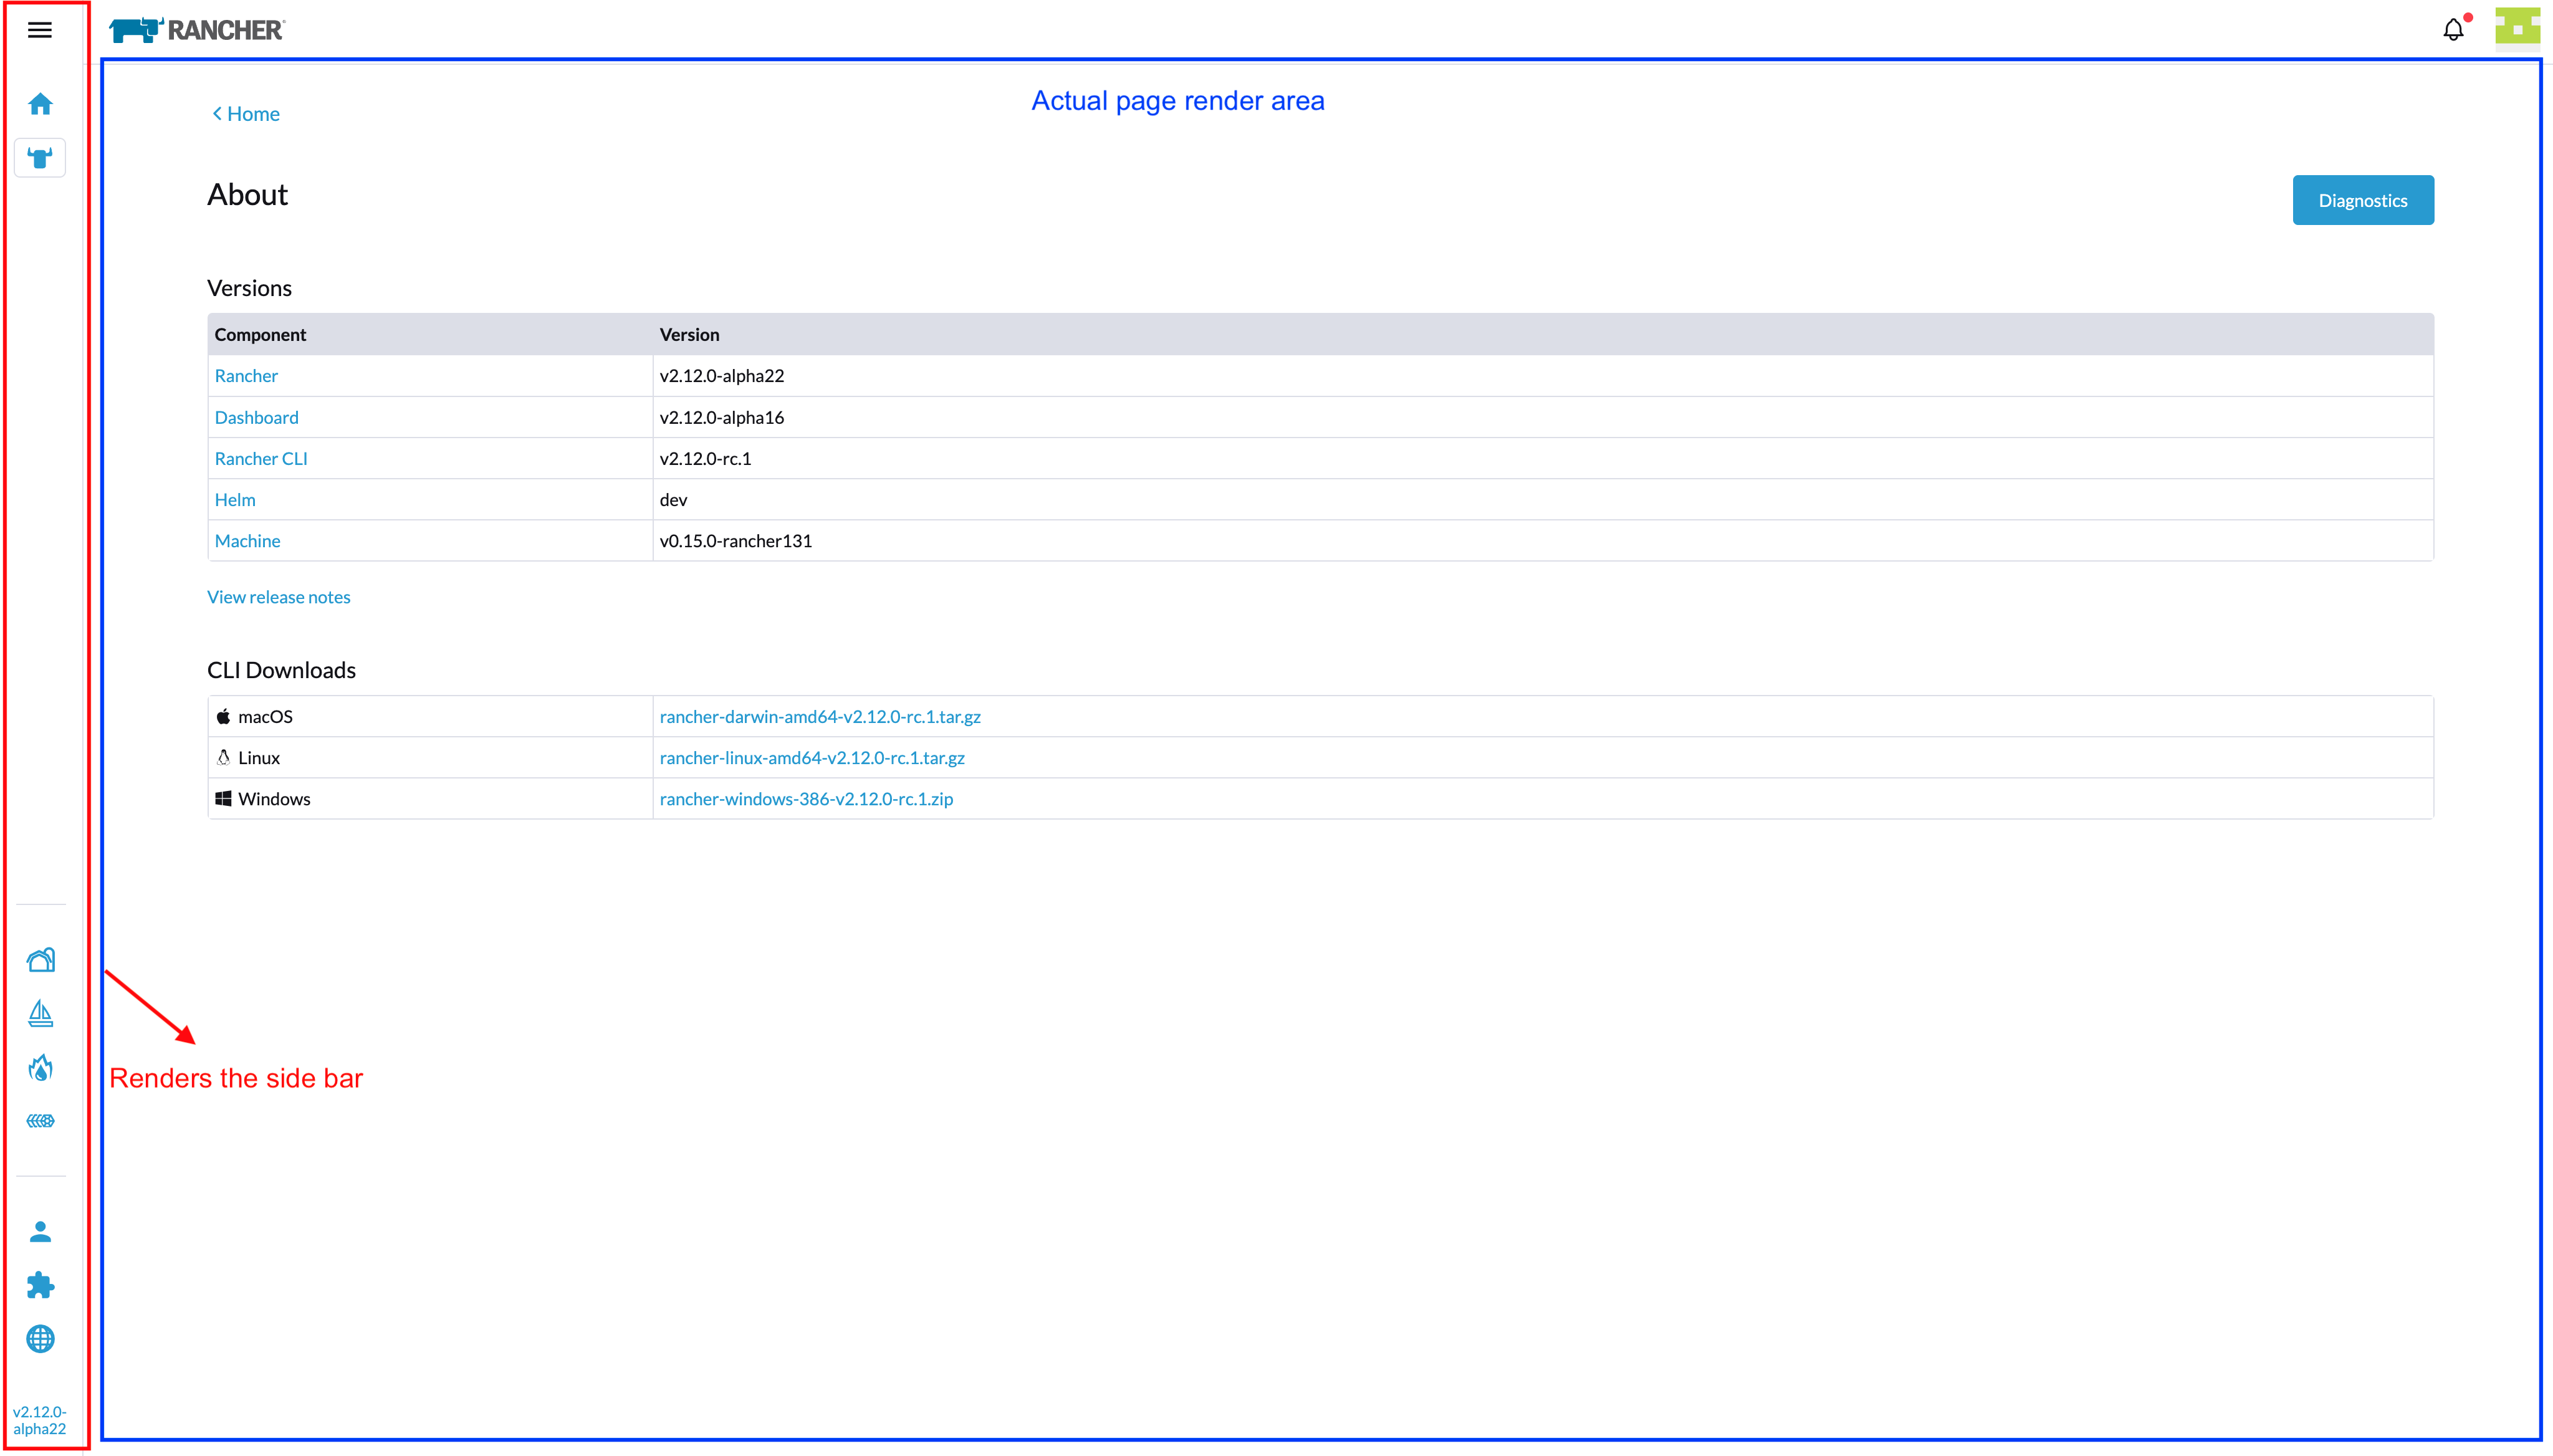 RANCHER
Actual page render area
Home
About
Diagnostics
Versions
Component Version
Rancher v2.12.0-alpha22
Dashboard v2.12.0-alpha16
Rancher CLI v2.12.0-rc.1
Helm dev
Machine v0.15.0-rancher131
View release notes
CLI Downloads
macOS rancher-darwin-amd64-v2.12.0-rc.1.tar.gz
Linux rancher-linux-amd64-v2.12.0-rc.1.tar.gz
Windows rancher-windows-386-v2.12.0-rc.1.zip
Renders the side bar
v2.12.0-
alpha22